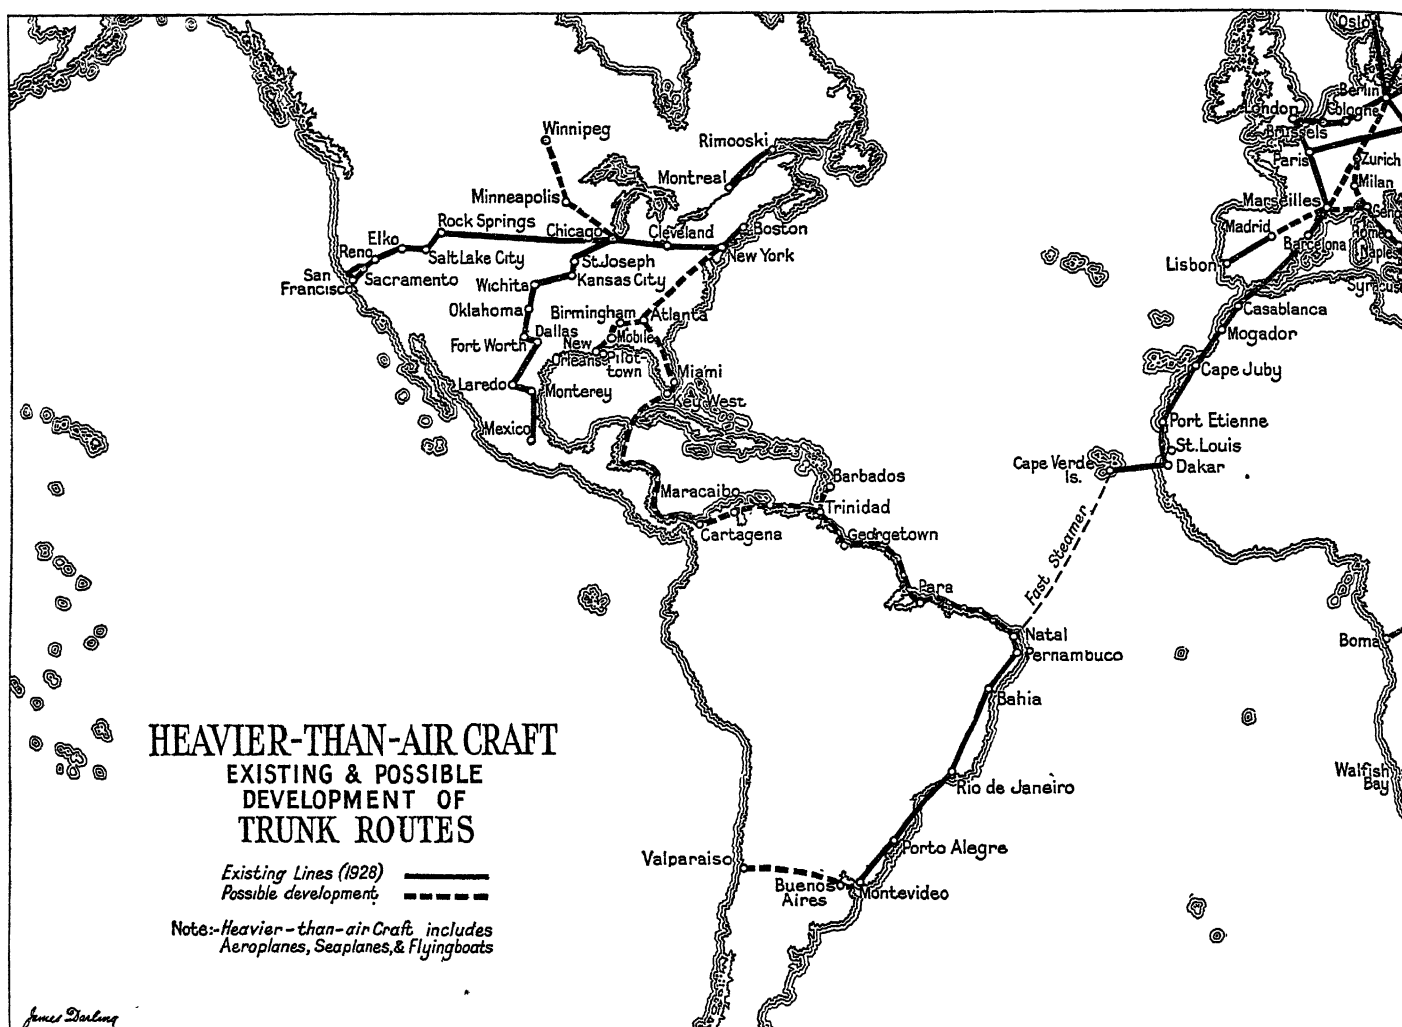 Oslo
Berlin
London
Cologne
Brussels
Paris
Zurich
Milan
Marseilles
Geno
Madrid
Rome
Barcelona
Naples
Lisbon
Syracuse
Casablanca
Mogador
Cape Juby
Port Etienne
St. Louis
Cape Verde
Is.
Dakar
Winnipeg
Rimooski
Montreal
Minneapolis
Rock Springs
Chicago
Cleveland
Boston
Elko
Reno
Salt Lake City
St. Joseph
New York
San
Francisco
Sacramento
Wichita
Kansas City
Oklahoma
Birmingham
Atlanta
Dallas
Fort Worth
New
Orleans
Mobile
Pilot-
town
Laredo
Monterey
Miami
Key West
Mexico
Maracaibo
Barbados
Trinidad
Cartagena
Georgetown
Fast Steamer
Para
Natal
Pernambuco
Boma
Bahia
Walfish
Bay
Rio de Janeiro
Porto Alegre
Valparaiso
Buenos
Aires
Montevideo
HEAVIER-THAN-AIR CRAFT
EXISTING & POSSIBLE
DEVELOPMENT OF
TRUNK ROUTES
Existing Lines (1928)
Possible development
Note:- Heavier-than-air Craft includes
Aeroplanes, Seaplanes, & Flyingboats
James Darling